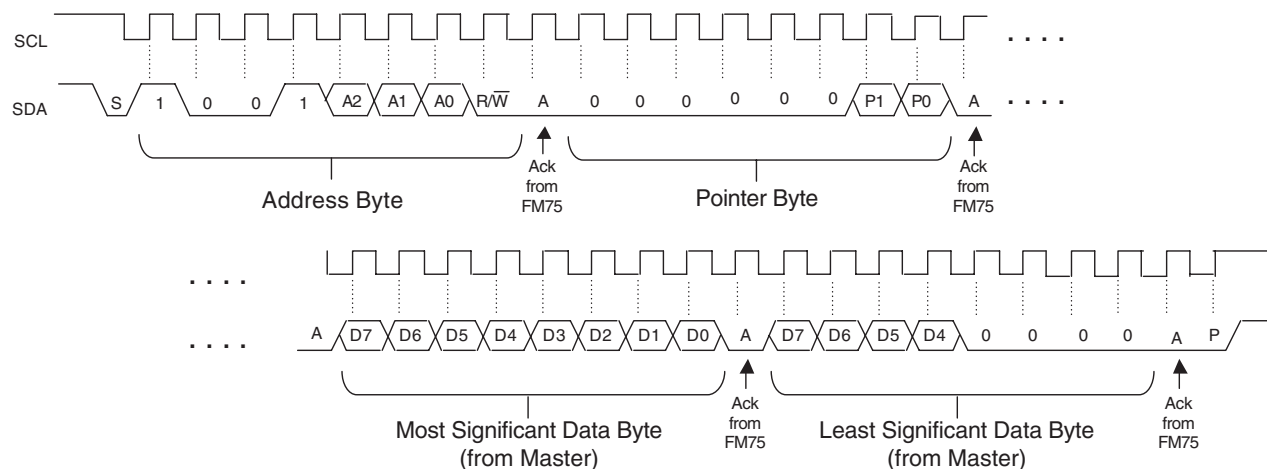 SCL
. . . .
SDA S 1 0 0 1 A2 A1 A0 R/W̅ A 0 0 0 0 0 0 P1 P0 A . . . .
Address Byte
Ack
from
FM75
Pointer Byte
Ack
from
FM75
. . . .
. . . . A D7 D6 D5 D4 D3 D2 D1 D0 A D7 D6 D5 D4 0 0 0 0 A P
Most Significant Data Byte
(from Master)
Ack
from
FM75
Least Significant Data Byte
(from Master)
Ack
from
FM75